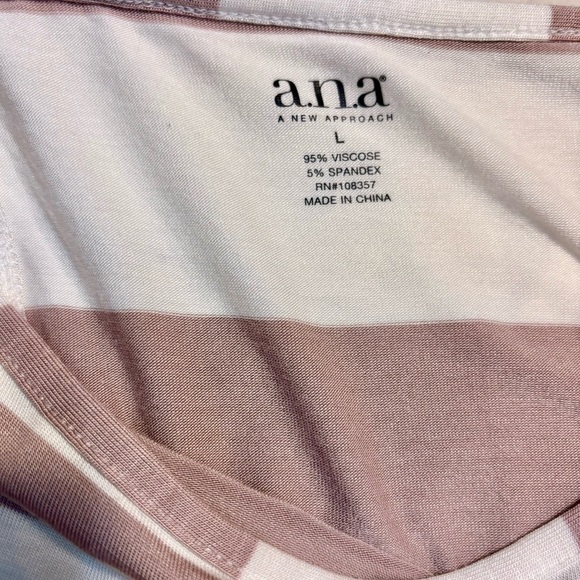 a.n.a®
A NEW APPROACH
L
95% VISCOSE
5% SPANDEX
RN#108357
MADE IN CHINA